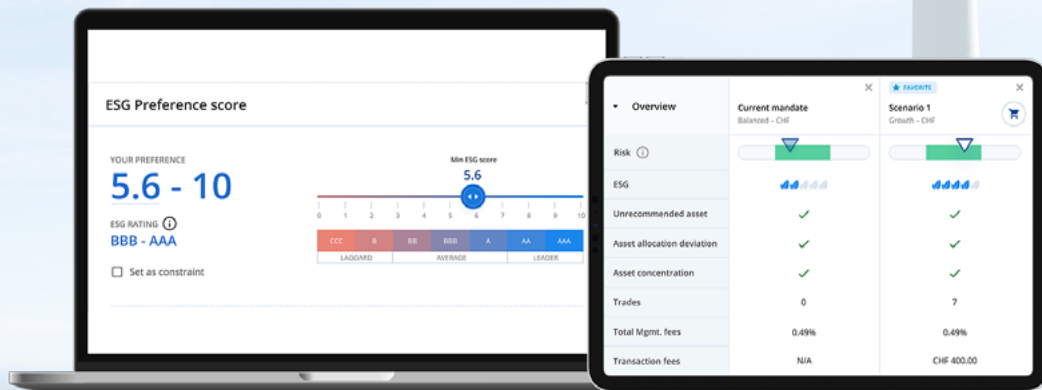 ESG Preference score
YOUR PREFERENCE
5.6 - 10
ESG RATING
BBB - AAA
Set as constraint
Min ESG score
5.6
0 1 2 3 4 5 6 7 8 9 10
CCC B BB BBB A AA AAA
LAGGARD AVERAGE LEADER
Overview
Current mandate
Balanced - CHF
FAVORITE
Scenario 1
Growth - CHF
Risk
ESG
Unrecommended asset
Asset allocation deviation
Asset concentration
Trades 0 7
Total Mgmt. fees 0.49% 0.49%
Transaction fees N/A CHF 400.00